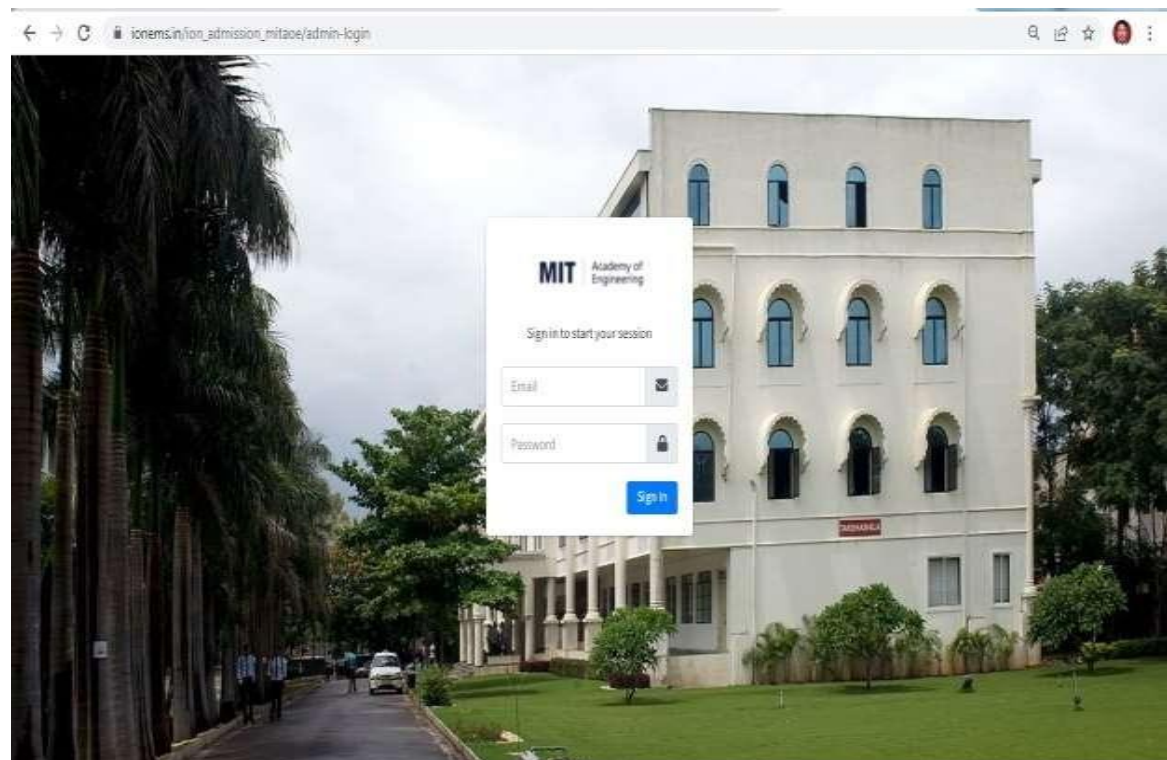 ionems.in/ion_admission_mitaoe/admin-login
MIT Academy of
Engineering
Sign in to start your session
Email
Password
Sign In
TAKSHASHILA